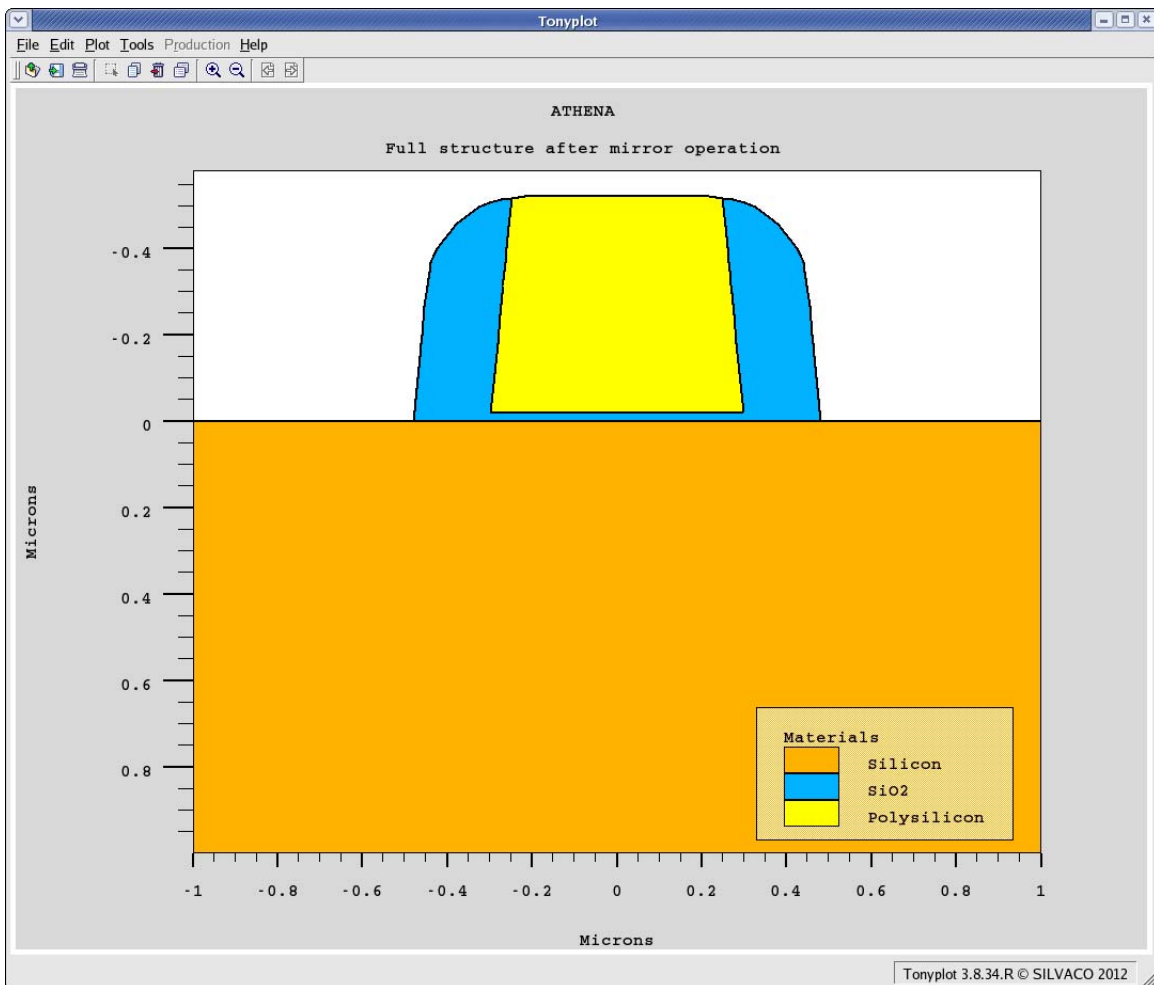 Tonyplot
File Edit Plot Tools Production Help
ATHENA
Full structure after mirror operation
-0.4
-0.2
0
0.2
0.4
0.6
0.8
Microns
Materials
Silicon
SiO2
Polysilicon
-1 -0.8 -0.6 -0.4 -0.2 0 0.2 0.4 0.6 0.8 1
Microns
Tonyplot 3.8.34.R © SILVACO 2012